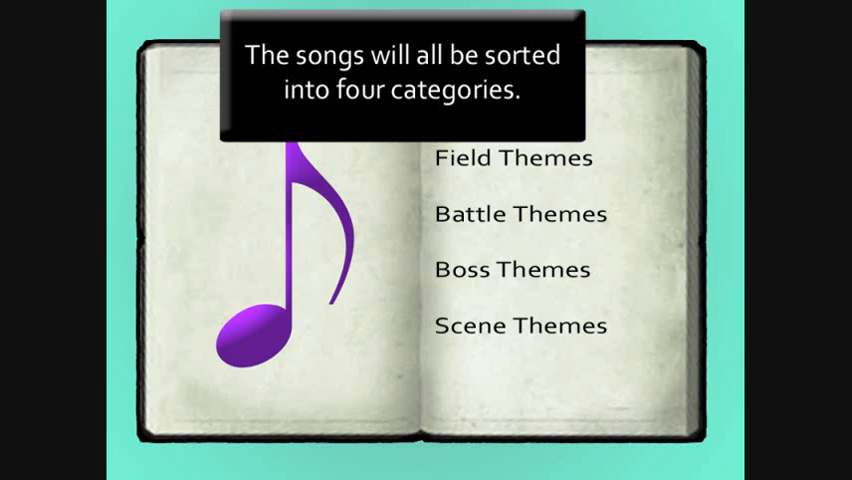 The songs will all be sorted
into four categories.
Field Themes
Battle Themes
Boss Themes
Scene Themes